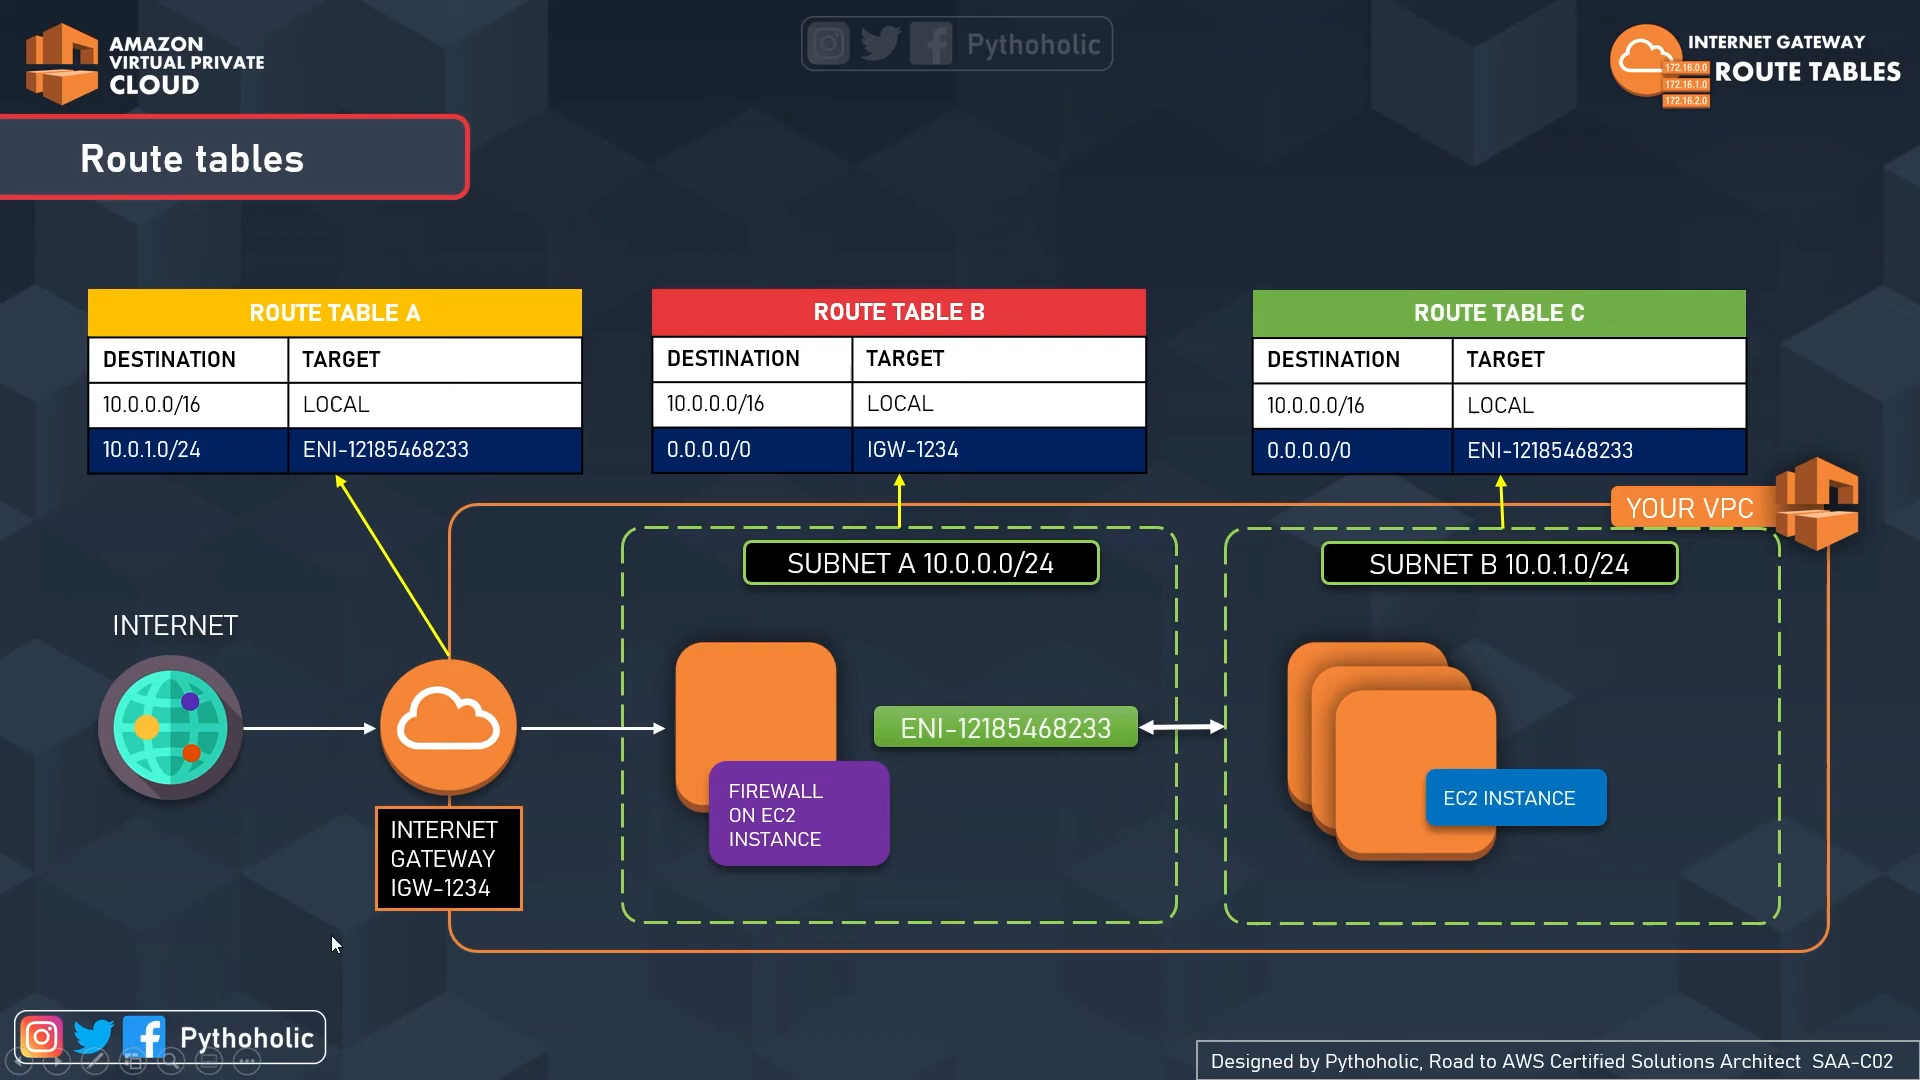 AMAZON
VIRTUAL PRIVATE
CLOUD
Pythoholic
INTERNET GATEWAY
ROUTE TABLES
172.16.0.0
172.16.1.0
172.16.2.0
Route tables
ROUTE TABLE A
DESTINATION TARGET
10.0.0.0/16 LOCAL
10.0.1.0/24 ENI-12185468233
ROUTE TABLE B
DESTINATION TARGET
10.0.0.0/16 LOCAL
0.0.0.0/0 IGW-1234
ROUTE TABLE C
DESTINATION TARGET
10.0.0.0/16 LOCAL
0.0.0.0/0 ENI-12185468233
YOUR VPC
SUBNET A 10.0.0.0/24
SUBNET B 10.0.1.0/24
INTERNET
ENI-12185468233
FIREWALL
ON EC2
INSTANCE
EC2 INSTANCE
INTERNET
GATEWAY
IGW-1234
Pythoholic
Designed by Pythoholic, Road to AWS Certified Solutions Architect SAA-C02